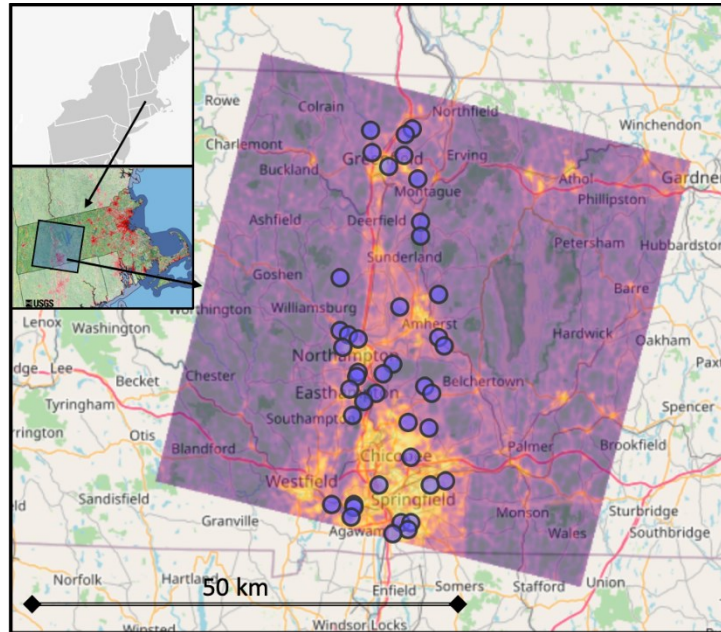 Rowe
Colrain
Northfield
Winchendon
Charlemont
Buckland
Erving
Athol
Gardner
Montague
Phillipston
Ashfield
Deerfield
Petersham
Hubbardston
Sunderland
Goshen
Barre
USGS
Worthington
Williamsburg
Amherst
Lenox
Washington
Hardwick
Oakham
Northampton
Lee
Becket
Chester
Belchertown
Easthampton
Tyringham
Spencer
Southampton
Otis
Blandford
Chicopee
Palmer
Brookfield
Westfield
Springfield
Sandisfield
Granville
Agawam
Monson
Sturbridge
Wales
Southbridge
Norfolk
Hartland
50 km
Enfield
Somers
Stafford
Union
Winsted
Windsor Locks